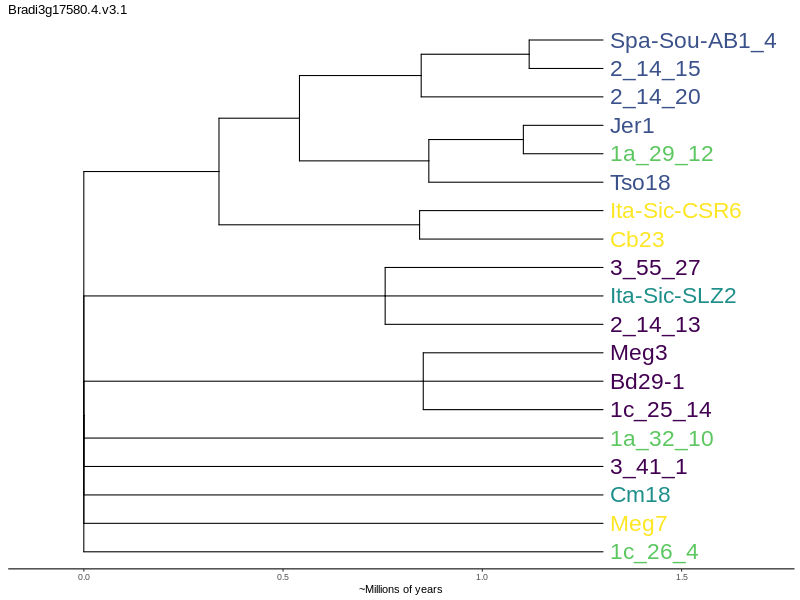 Bradi3g17580.4.v3.1
Spa-Sou-AB1_4
2_14_15
2_14_20
Jer1
1a_29_12
Tso18
Ita-Sic-CSR6
Cb23
3_55_27
Ita-Sic-SLZ2
2_14_13
Meg3
Bd29-1
1c_25_14
1a_32_10
3_41_1
Cm18
Meg7
1c_26_4
0.0 0.5 1.0 1.5
~Millions of years